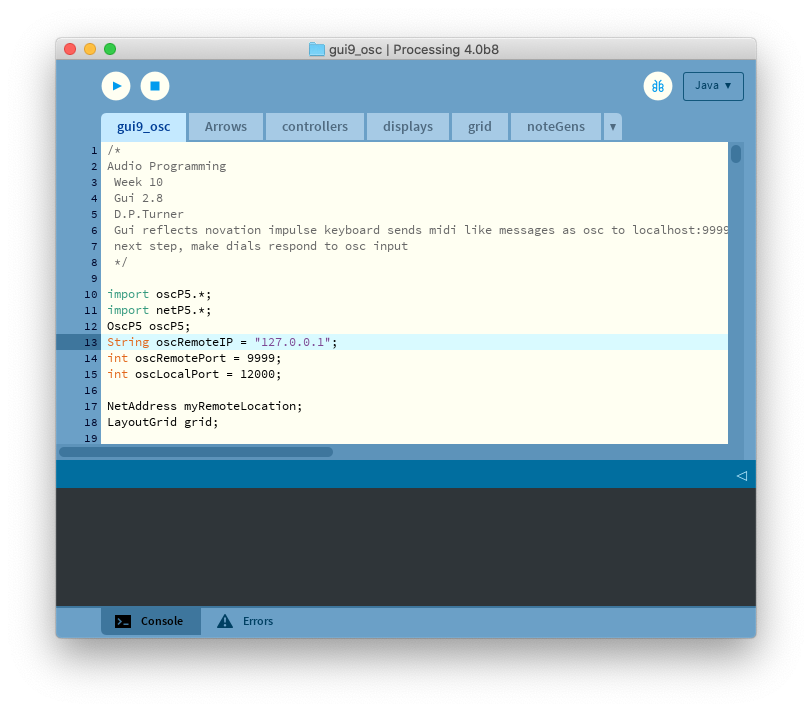 gui9_osc | Processing 4.0b8
Java ▼
gui9_osc Arrows controllers displays grid noteGens ▼
1 /*
2 Audio Programming
3 Week 10
4 Gui 2.8
5 D.P.Turner
6 Gui reflects novation impulse keyboard sends midi like messages as osc to localhost:9999
7 next step, make dials respond to osc input
8 */
9
10 import oscP5.*;
11 import netP5.*;
12 OscP5 oscP5;
13 String oscRemoteIP = "127.0.0.1";
14 int oscRemotePort = 9999;
15 int oscLocalPort = 12000;
16
17 NetAddress myRemoteLocation;
18 LayoutGrid grid;
19
Console Errors